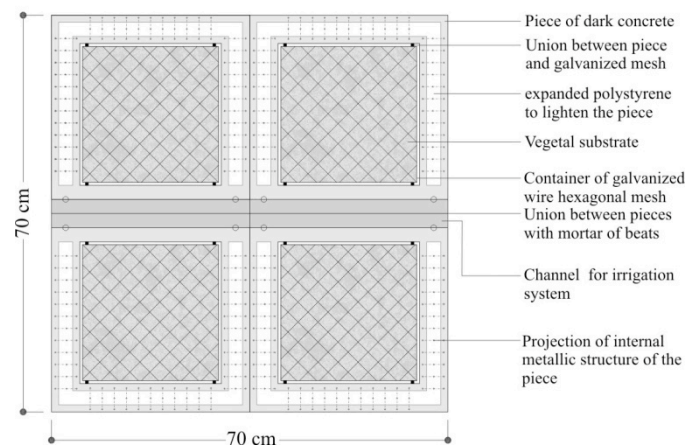 Piece of dark concrete
Union between piece
and galvanized mesh
expanded polystyrene
to lighten the piece
Vegetal substrate
Container of galvanized
wire hexagonal mesh
Union between pieces
with mortar of beats
Channel for irrigation
system
Projection of internal
metallic structure of the
piece
70 cm
70 cm